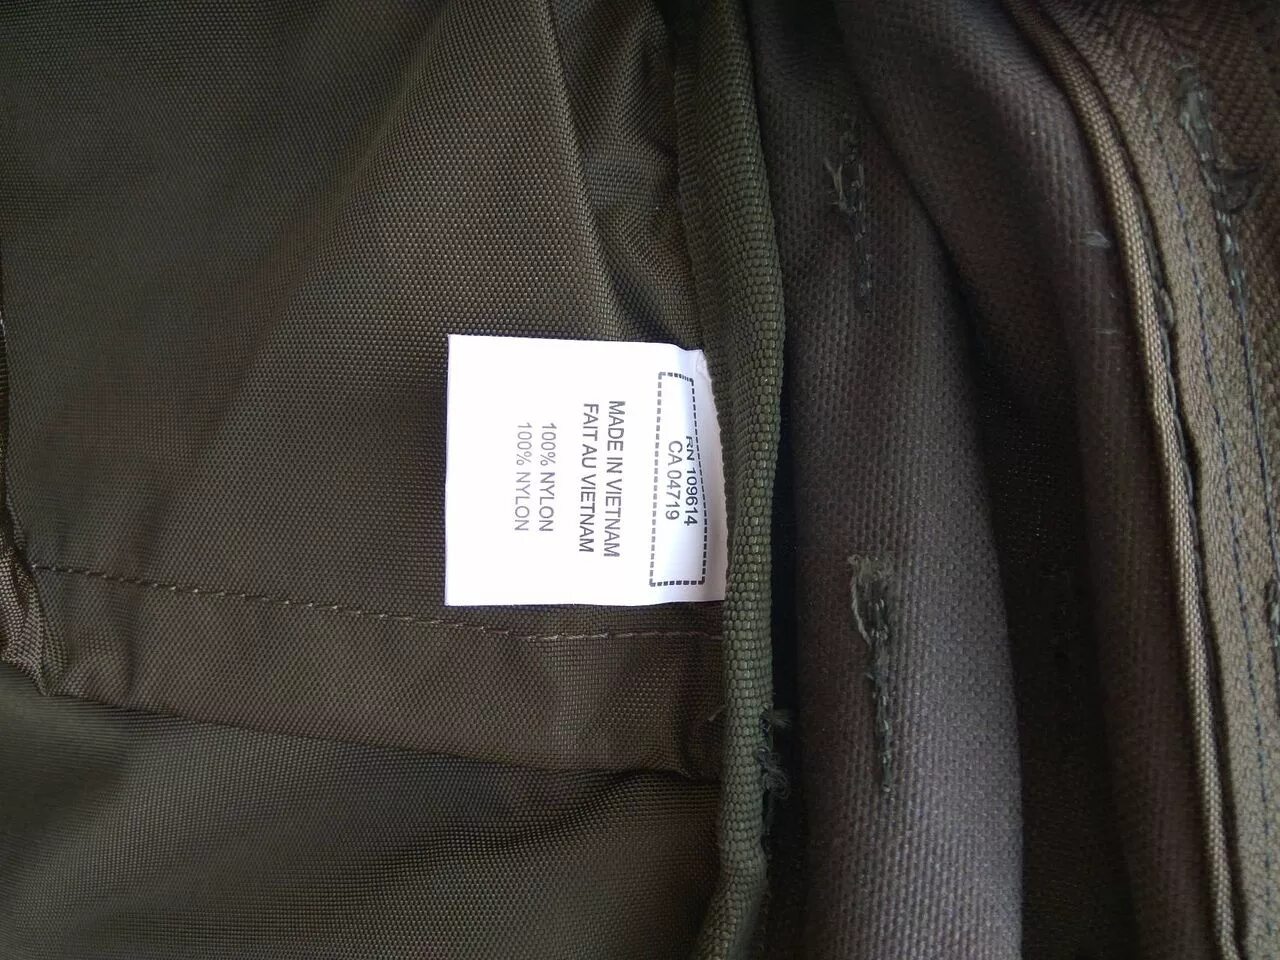 RN 109614
CA 04719
MADE IN VIETNAM
FAIT AU VIETNAM
100% NYLON
100% NYLON